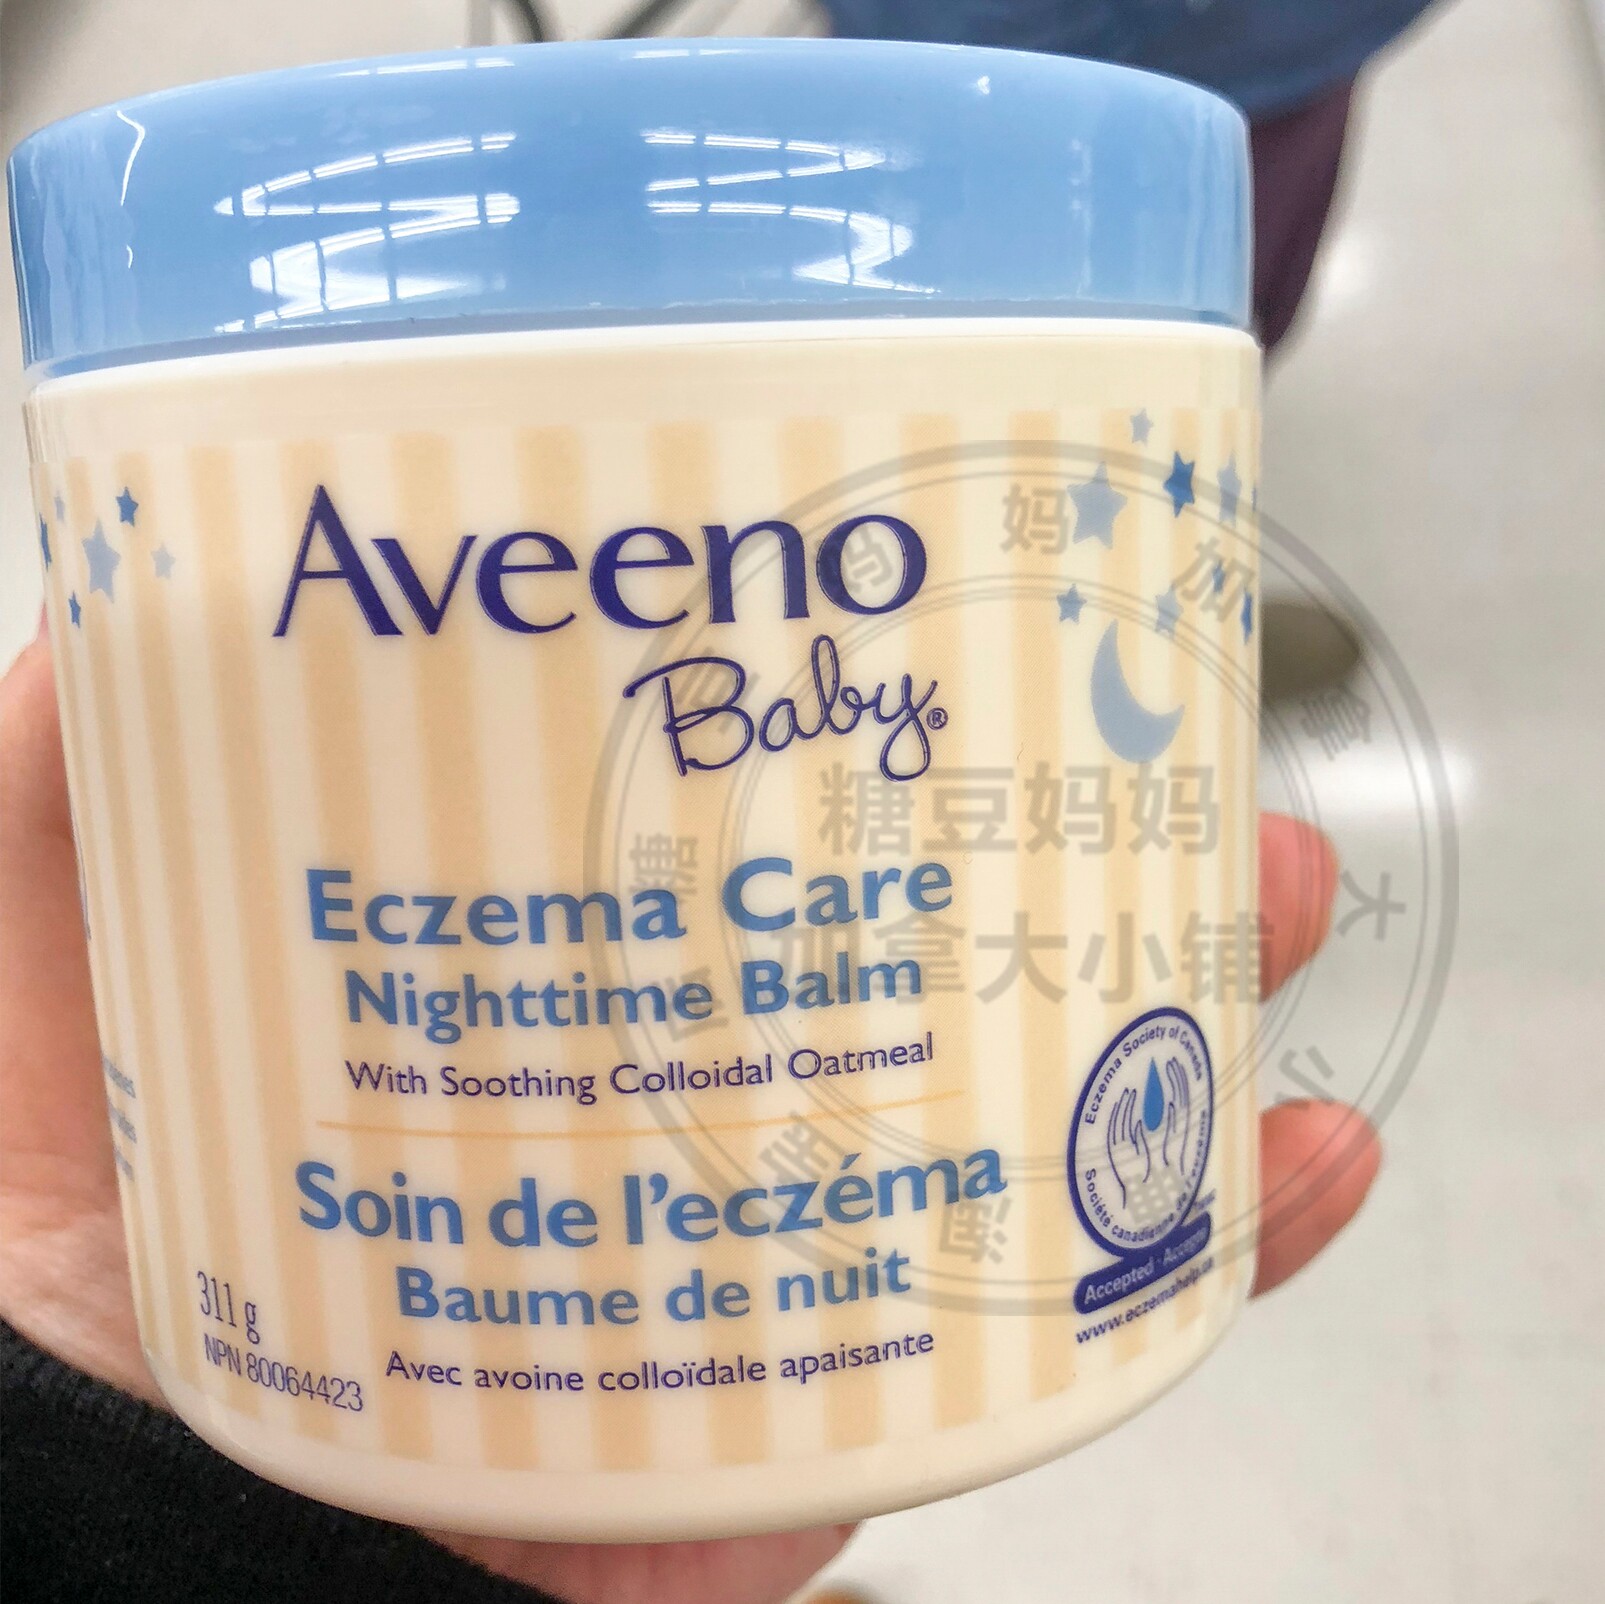 Aveeno
Baby®
Eczema Care
Nighttime Balm
With Soothing Colloidal Oatmeal
Soin de l'eczéma
Baume de nuit
Avec avoine colloïdale apaisante
311 g
NPN 80064423
Eczema Society of Canada
Société canadienne de l'eczéma
Accepted · Accepté
www.eczemahelp.ca
糖豆妈妈
加拿大小铺